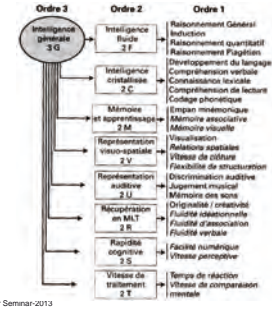 Ordre 3 Ordre 2 Ordre 1
Intelligence générale 3 G
Intelligence fluide 2 F
Raisonnement Général
Induction
Raisonnement quantitatif
Raisonnement Piagétien
Intelligence cristallisée 2 C
Développement du langage
Compréhension verbale
Connaissance lexicale
Compréhension de lecture
Codage phonétique
Mémoire et apprentissage 2 M
Empan mnémonique
Mémoire associative
Mémoire visuelle
Représentation visuo-spatiale 2 V
Visualisation
Relations spatiales
Vitesse de clôture
Flexibilité de structuration
Représentation auditive 2 U
Discrimination auditive
Jugement musical
Mémoire des sons
Récupération en MLT 2 R
Originalité / créativité
Fluidité idéationnelle
Fluidité d'association
Fluidité verbale
Rapidité cognitive 2 S
Facilité numérique
Vitesse perceptive
Vitesse de traitement 2 T
Temps de réaction
Vitesse de comparaison
mentale
Seminar-2013